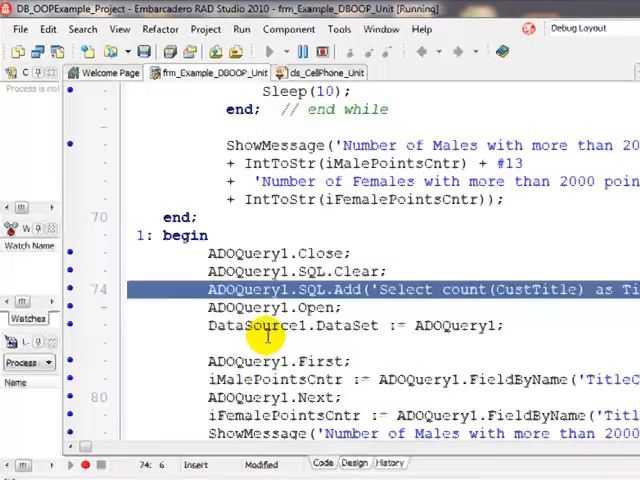 DB_OOPExample_Project - Embarcadero RAD Studio 2010 - frm_Example_DBOOP_Unit [Running]
File Edit Search View Refactor Project Run Component Tools Window Help
Debug Layout
C
Welcome Page
frm_Example_DBOOP_Unit
ds_CellPhone_Unit
Process is not
Sleep(10);
end; // end while
ShowMessage('Number of Males with more than 20
+ IntToStr(iMalePointsCntr) + #13
+ 'Number of Females with more than 2000 poin
+ IntToStr(iFemalePointsCntr));
70 end;
1: begin
ADOQuery1.Close;
ADOQuery1.SQL.Clear;
74 ADOQuery1.SQL.Add('Select count(CustTitle) as Ti
ADOQuery1.Open;
DataSource1.DataSet := ADOQuery1;
ADOQuery1.First;
iMalePointsCntr := ADOQuery1.FieldByName('TitleC
80 ADOQuery1.Next;
iFemalePointsCntr := ADOQuery1.FieldByName('Titl
ShowMessage('Number of Males with more than 2000
W
Watch Name
Watches
L
Process
Name
74: 6 Insert Modified Code Design History